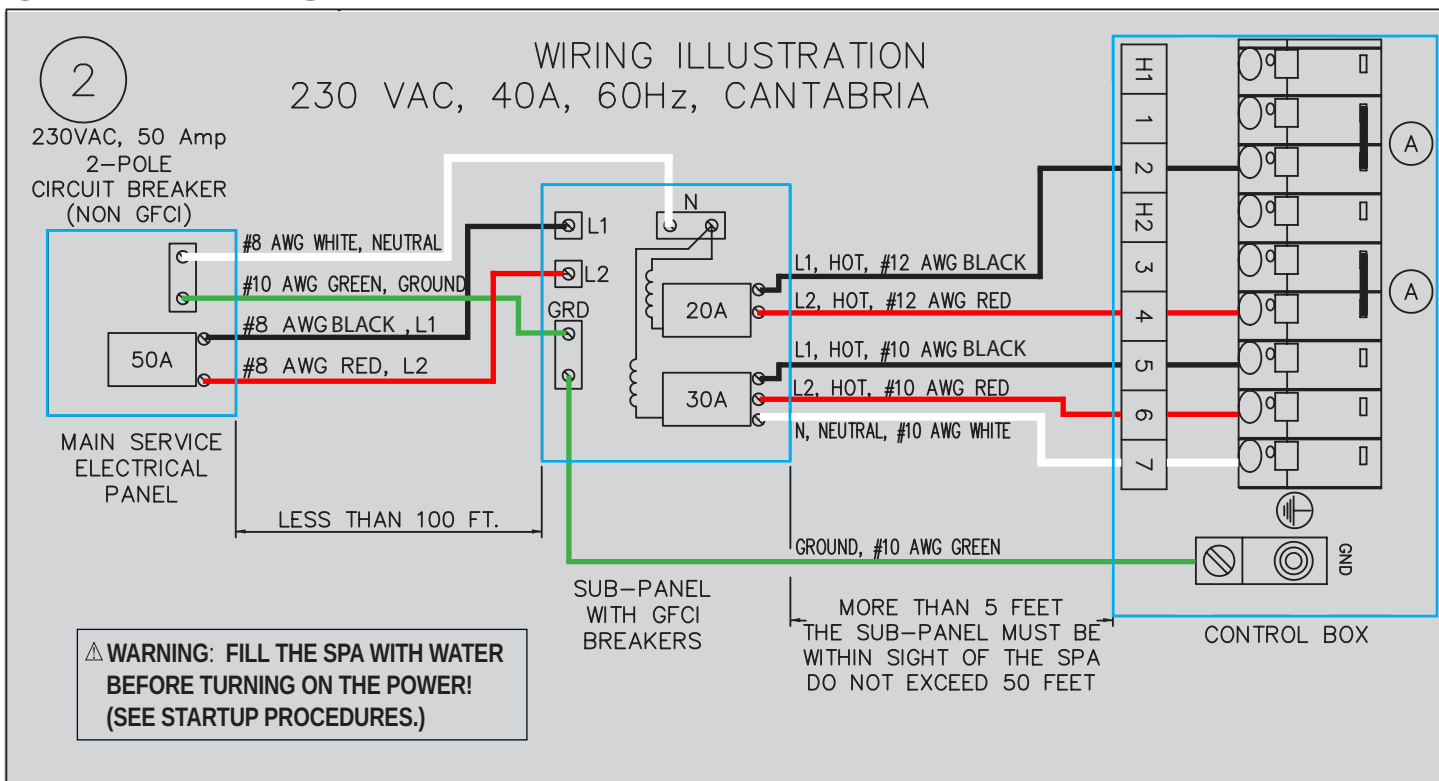 2
WIRING ILLUSTRATION
230 VAC, 40A, 60Hz, CANTABRIA
230VAC, 50 Amp
2-POLE
CIRCUIT BREAKER
(NON GFCI)
#8 AWG WHITE, NEUTRAL
#10 AWG GREEN, GROUND
#8 AWG BLACK , L1
#8 AWG RED, L2
50A
MAIN SERVICE
ELECTRICAL
PANEL
LESS THAN 100 FT.
L1
L2
GRD
N
20A
30A
SUB-PANEL
WITH GFCI
BREAKERS
L1, HOT, #12 AWG BLACK
L2, HOT, #12 AWG RED
L1, HOT, #10 AWG BLACK
L2, HOT, #10 AWG RED
N, NEUTRAL, #10 AWG WHITE
GROUND, #10 AWG GREEN
MORE THAN 5 FEET
THE SUB-PANEL MUST BE
WITHIN SIGHT OF THE SPA
DO NOT EXCEED 50 FEET
H1
1
2
H2
3
4
5
6
7
A
A
GND
CONTROL BOX
⚠ WARNING: FILL THE SPA WITH WATER
BEFORE TURNING ON THE POWER!
(SEE STARTUP PROCEDURES.)